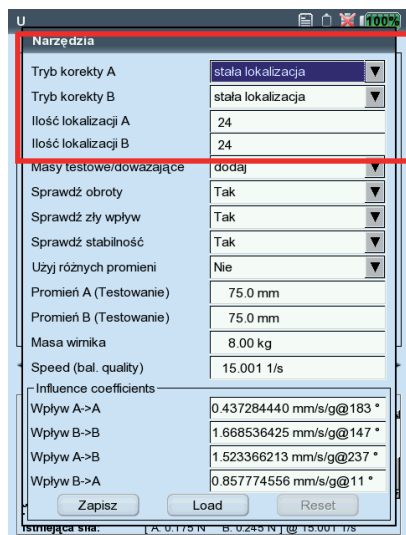 U 100%
Narzędzia
Tryb korekty A stała lokalizacja
Tryb korekty B stała lokalizacja
Ilość lokalizacji A 24
Ilość lokalizacji B 24
Masy testowe/doważające dodaj
Sprawdź obroty Tak
Sprawdź zły wpływ Tak
Sprawdź stabilność Tak
Użyj różnych promieni Nie
Promień A (Testowanie) 75.0 mm
Promień B (Testowanie) 75.0 mm
Masa wirnika 8.00 kg
Speed (bal. quality) 15.001 1/s
Influence coefficients
Wpływ A->A 0.437284440 mm/s/g@183 °
Wpływ B->B 1.668536425 mm/s/g@147 °
Wpływ A->B 1.523366213 mm/s/g@237 °
Wpływ B->A 0.857774556 mm/s/g@11 °
Zapisz Load Reset
Istniejąca siła: [ A: 0.175 N B: 0.245 N ] @ 15.001 1/s